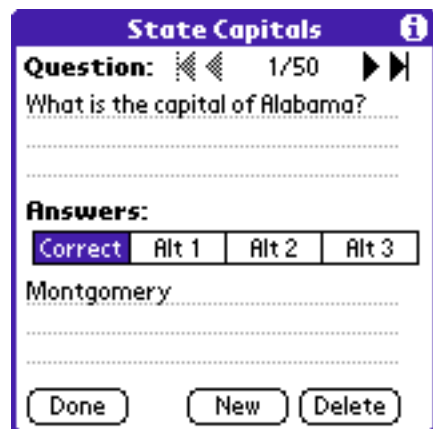 State Capitals
Question: 1/50
What is the capital of Alabama?
Answers:
Correct Alt 1 Alt 2 Alt 3
Montgomery
Done New Delete